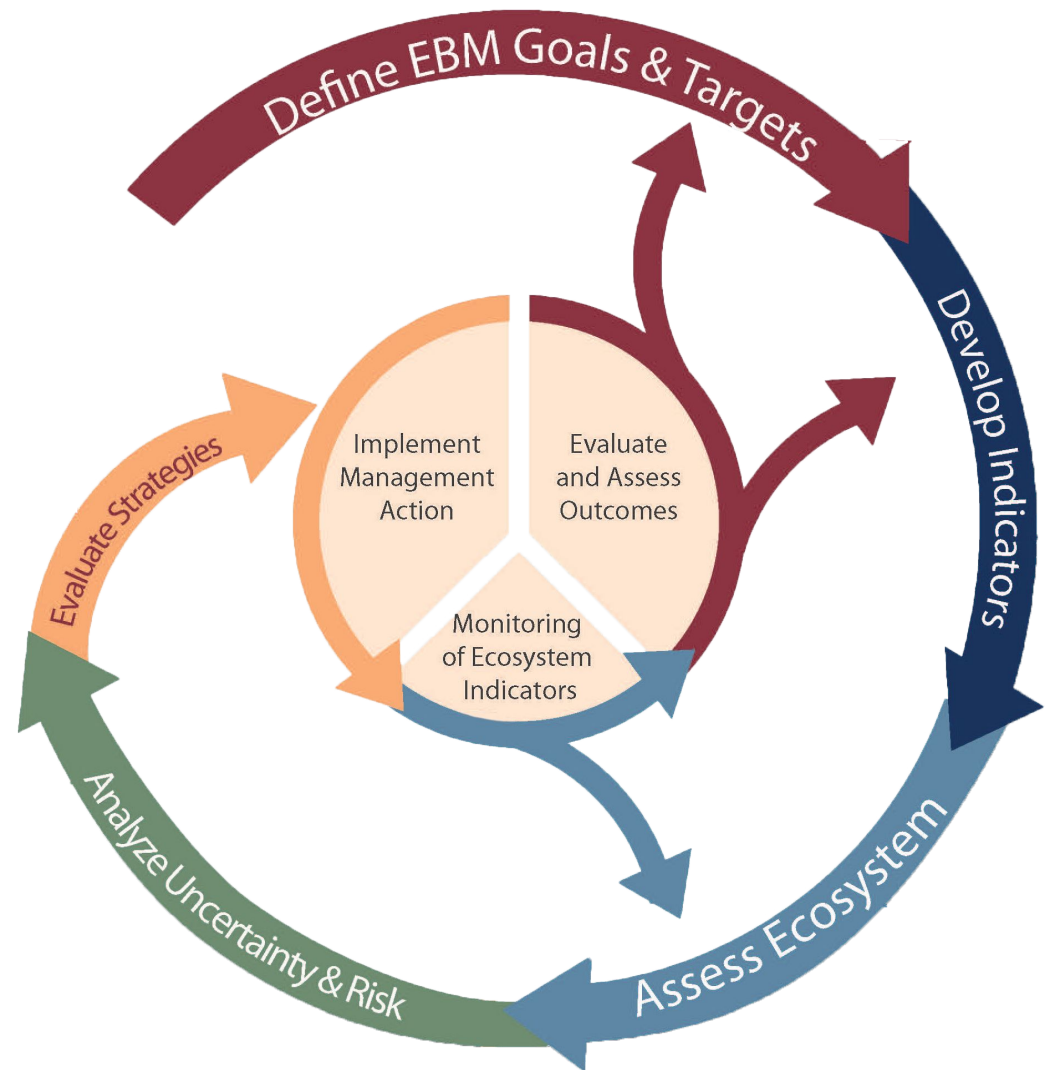 Define EBM Goals & Targets
Develop Indicators
Assess Ecosystem
Analyze Uncertainty & Risk
Evaluate Strategies
Implement
Management
Action
Evaluate
and Assess
Outcomes
Monitoring
of Ecosystem
Indicators